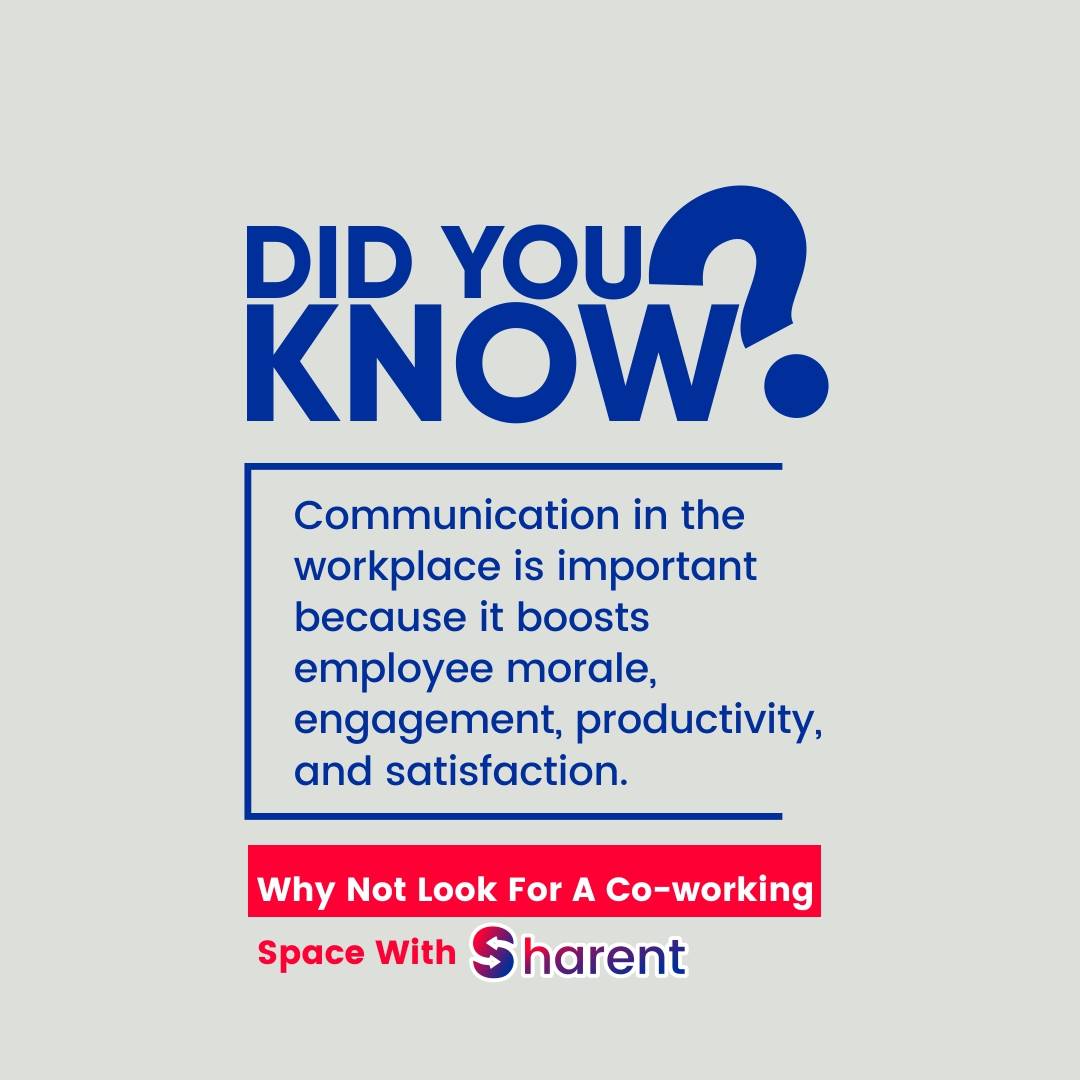 DID YOU
KNOW?
Communication in the
workplace is important
because it boosts
employee morale,
engagement, productivity,
and satisfaction.
Why Not Look For A Co-working
Space With Sharent